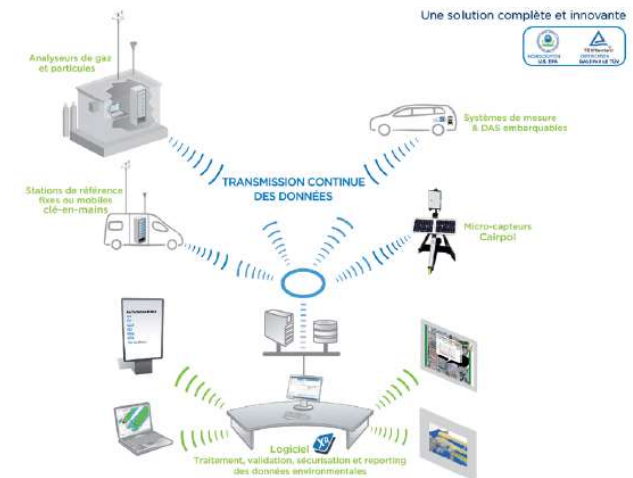 Une solution complète et innovante
Analyseurs de gaz
et particules
U.S. EPA
Systèmes de mesure
& DAS embarquables
TRANSMISSION CONTINUE
DES DONNÉES
Stations de référence
fixes ou mobiles
clé-en-mains
Micro-capteurs
Cairpol
Logiciel XR
Traitement, validation, sécurisation et reporting
des données environnementales